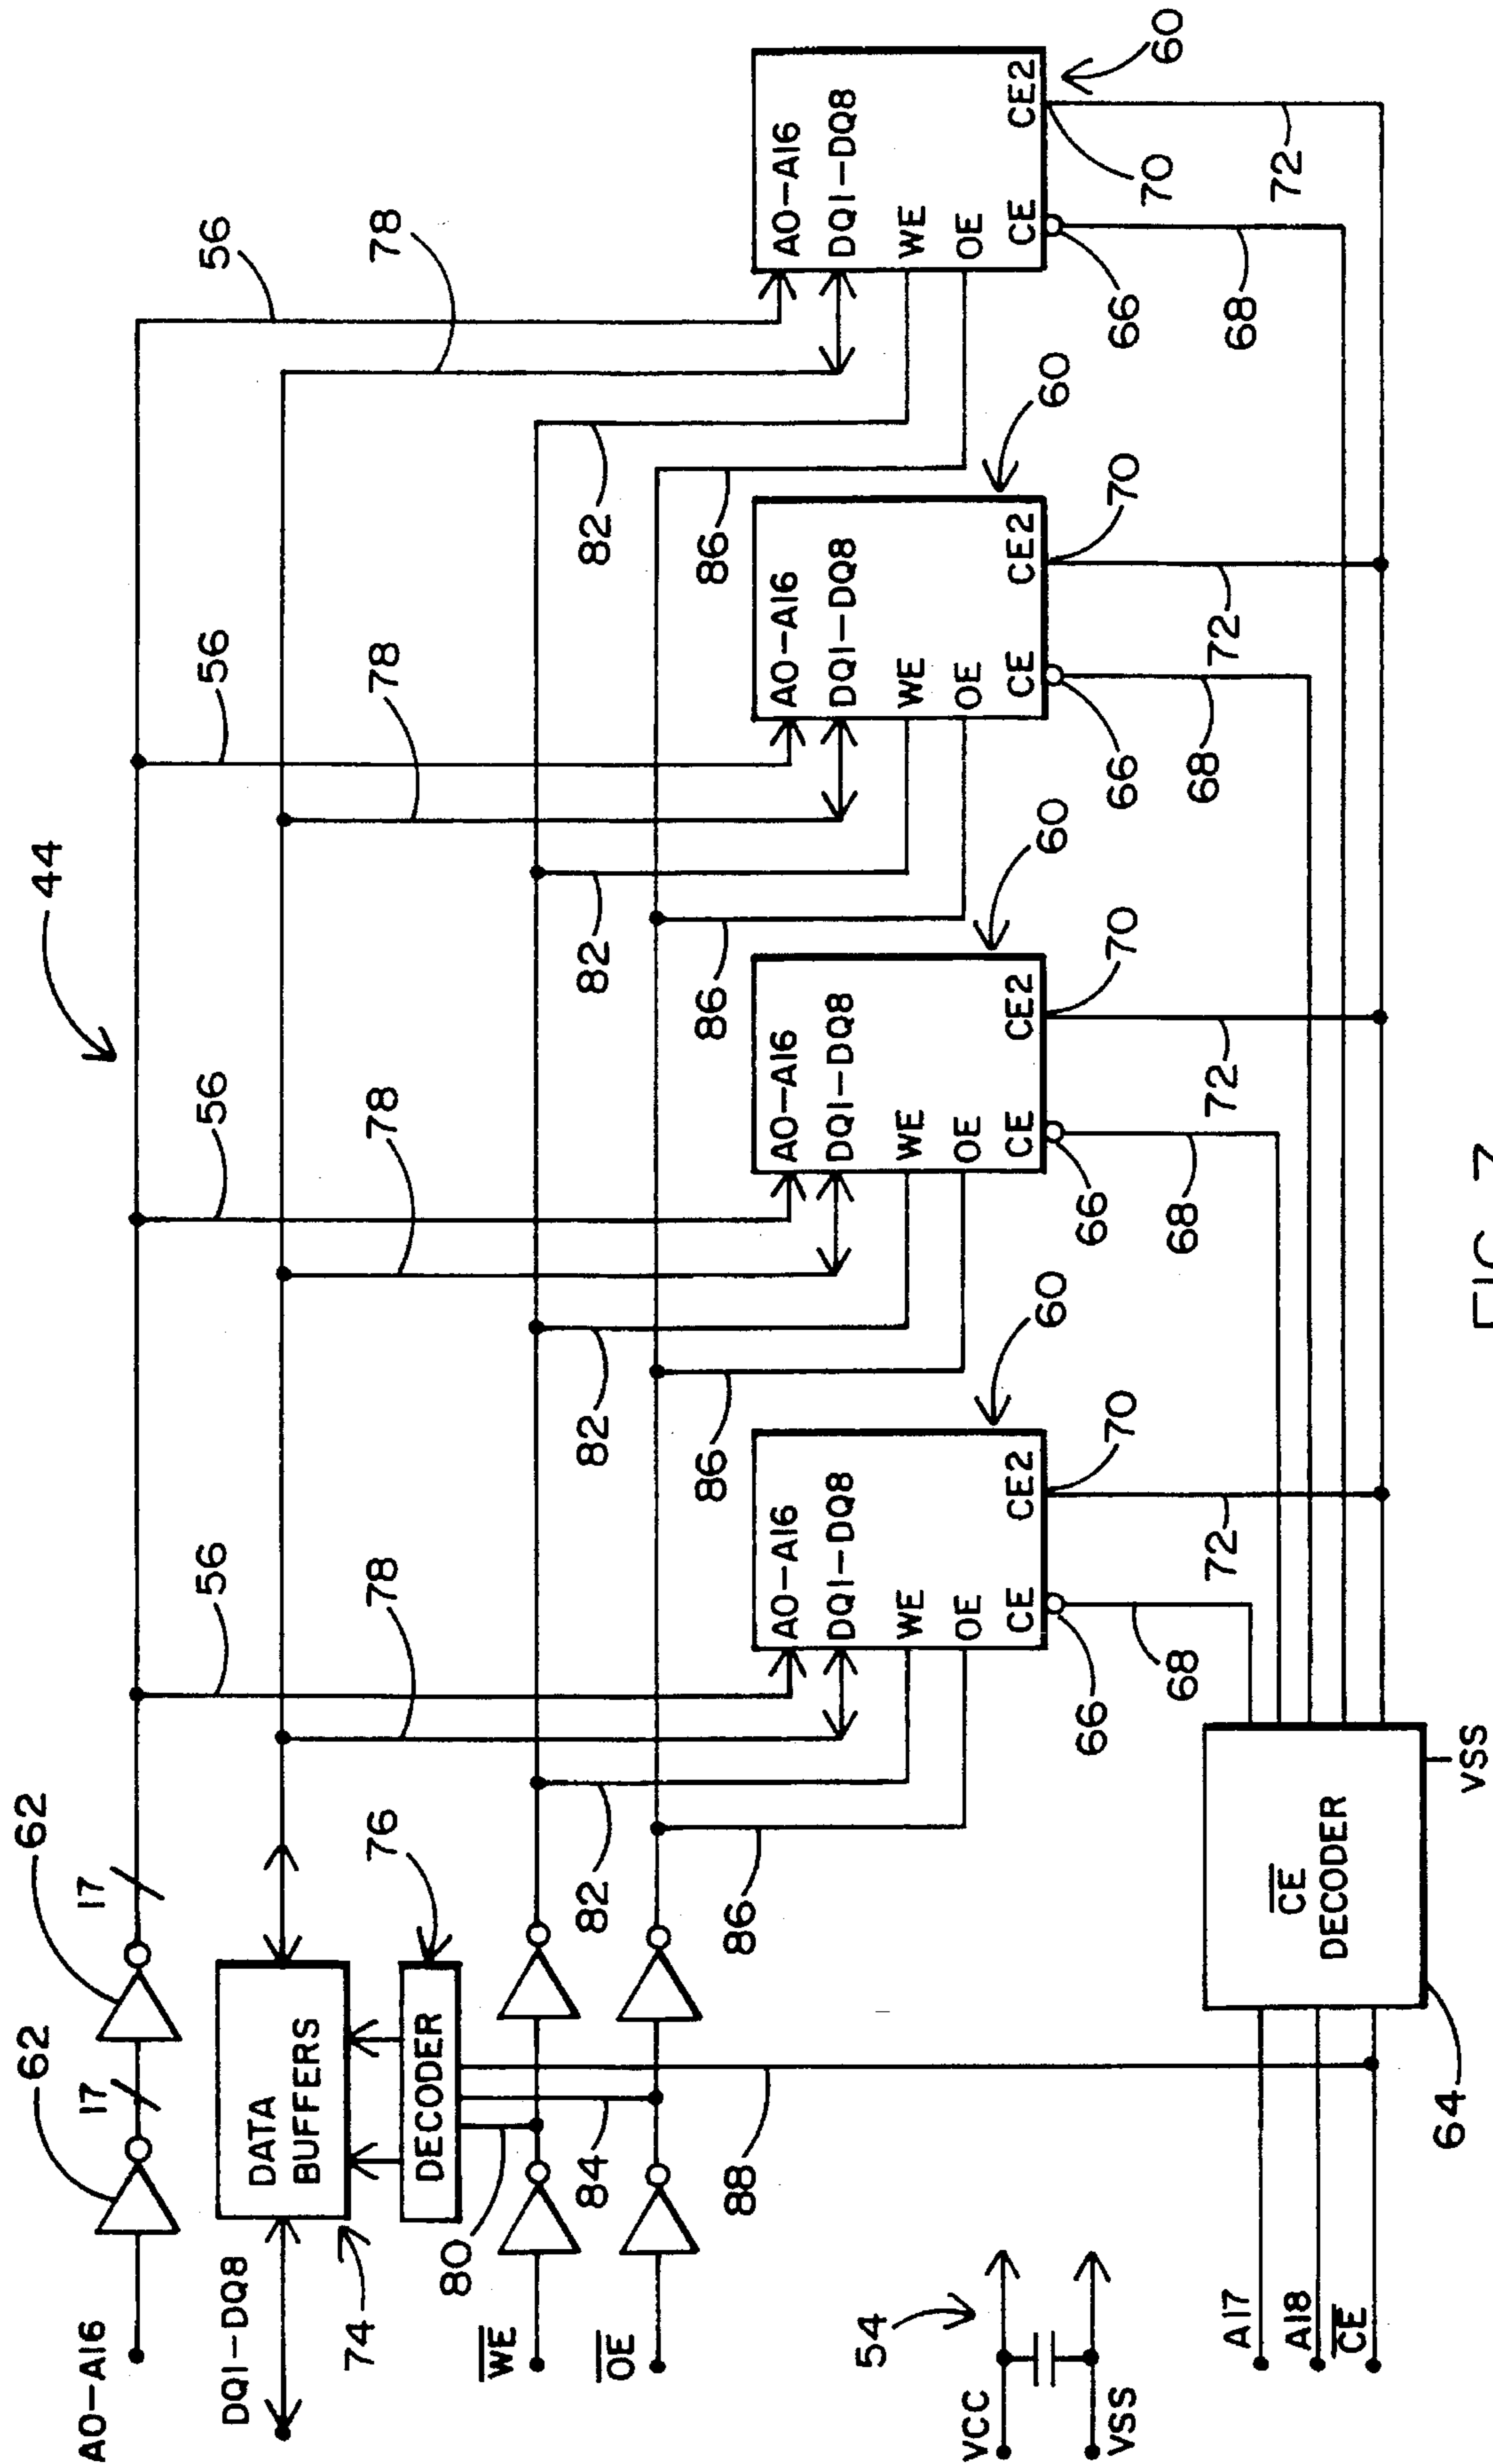 44
A0-A16
62
17
62
17
56
56
56
56
DQ1-DQ8
74
DATA
BUFFERS
78
78
78
78
DECODER
76
80
WE
82
82
82
82
84
OE
86
86
86
86
88
A0-A16
DQ1-DQ8
WE
OE
CE
CE2
60
A0-A16
DQ1-DQ8
WE
OE
CE
CE2
60
A0-A16
DQ1-DQ8
WE
OE
CE
CE2
60
A0-A16
DQ1-DQ8
WE
OE
CE
CE2
60
66
70
66
70
66
70
66
70
68
72
68
72
68
72
68
72
VCC
54
VSS
A17
A18
CE
CE
DECODER
64
VSS